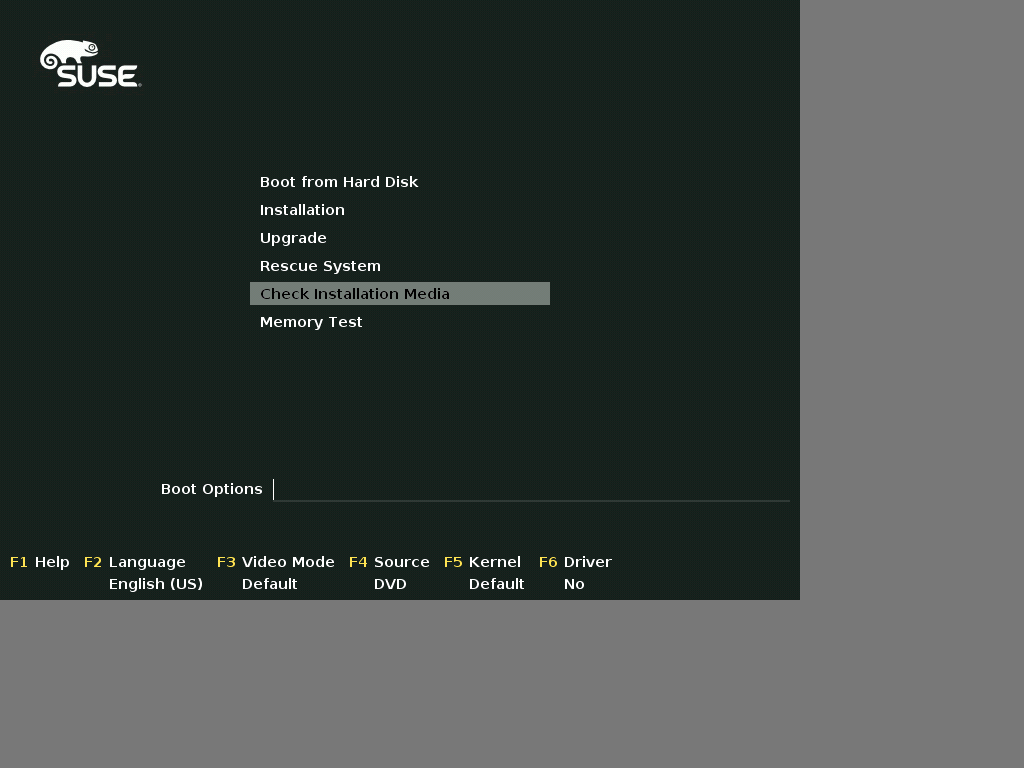 SUSE
Boot from Hard Disk
Installation
Upgrade
Rescue System
Check Installation Media
Memory Test
Boot Options
F1 Help F2 Language F3 Video Mode F4 Source F5 Kernel F6 Driver
English (US) Default DVD Default No